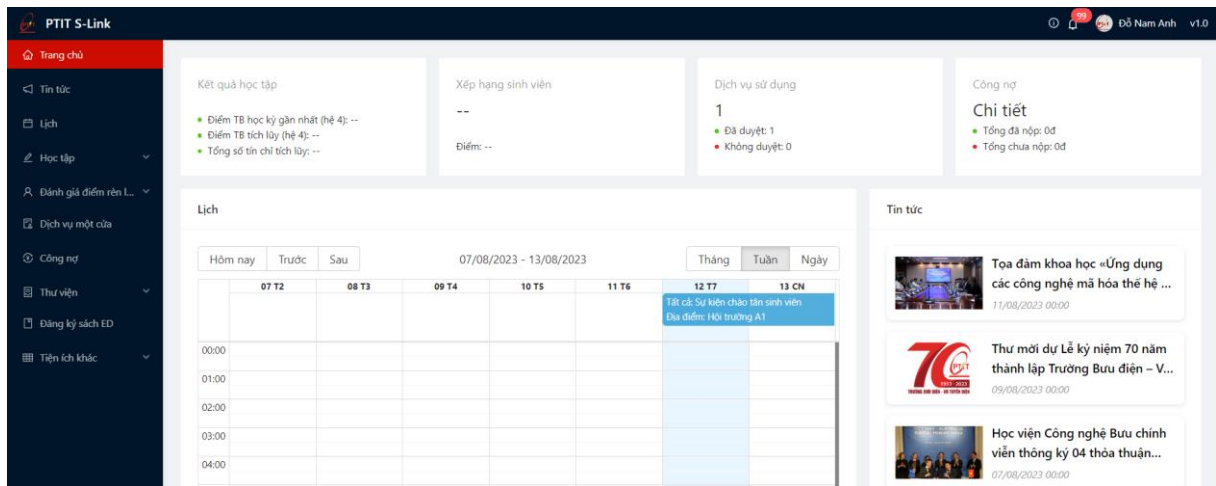 PTIT S-Link
99
Đỗ Nam Anh
v1.0
Trang chủ
Tin tức
Lịch
Học tập
Đánh giá điểm rèn l...
Dịch vụ một cửa
Công nợ
Thư viện
Đăng ký sách ED
Tiện ích khác
Kết quả học tập
Điểm TB học kỳ gần nhất (hệ 4): --
Điểm TB tích lũy (hệ 4): --
Tổng số tín chỉ tích lũy: --
Xếp hạng sinh viên
--
Điểm: --
Dịch vụ sử dụng
1
Đã duyệt: 1
Không duyệt: 0
Công nợ
Chi tiết
Tổng đã nộp: 0đ
Tổng chưa nộp: 0đ
Lịch
Hôm nay Trước Sau 07/08/2023 - 13/08/2023 Tháng Tuần Ngày
07 T2 08 T3 09 T4 10 T5 11 T6 12 T7 13 CN
Tất cả: Sự kiện chào tân sinh viên
Địa điểm: Hội trường A1
00:00
01:00
02:00
03:00
04:00
Tin tức
Tọa đàm khoa học «Ứng dụng
các công nghệ mã hóa thế hệ ...
11/08/2023 00:00
Thư mời dự Lễ kỷ niệm 70 năm
thành lập Trường Bưu điện – V...
09/08/2023 00:00
Học viện Công nghệ Bưu chính
viễn thông ký 04 thỏa thuận...
07/08/2023 00:00